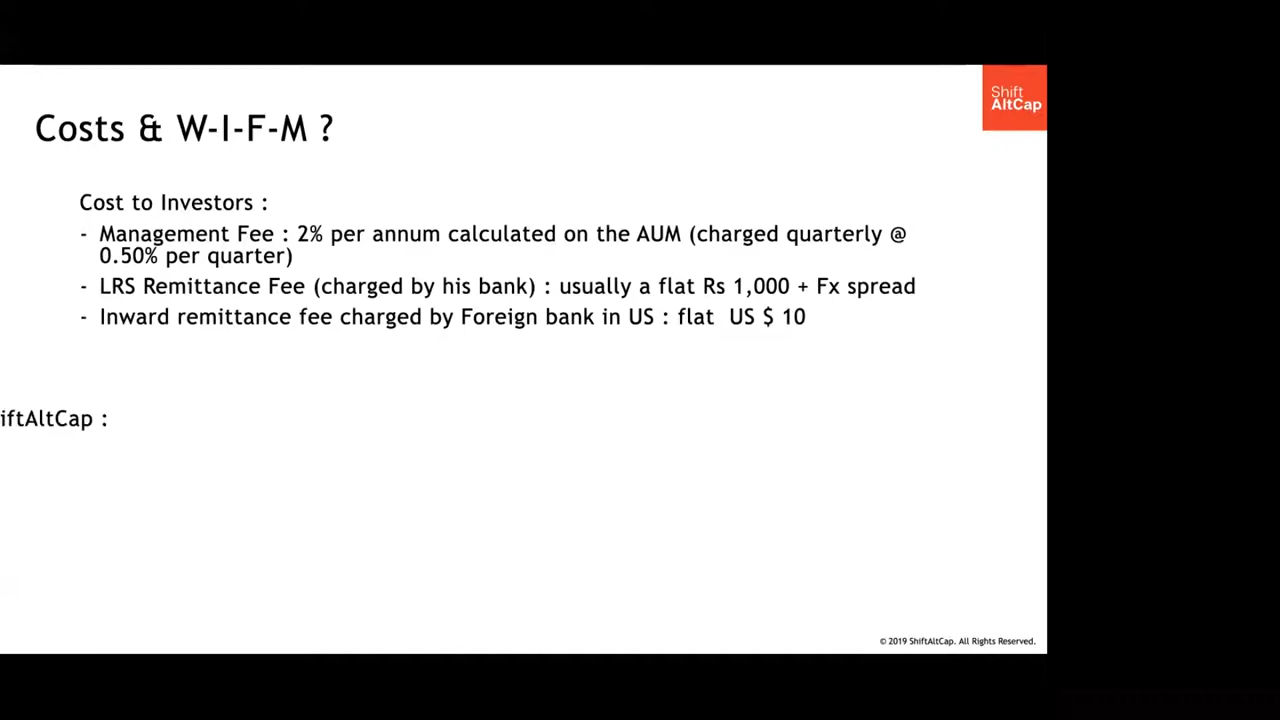 Shift
AltCap
Costs & W-I-F-M ?
Cost to Investors :
- Management Fee : 2% per annum calculated on the AUM (charged quarterly @
0.50% per quarter)
- LRS Remittance Fee (charged by his bank) : usually a flat Rs 1,000 + Fx spread
- Inward remittance fee charged by Foreign bank in US : flat US $ 10
iftAltCap :
© 2019 ShiftAltCap. All Rights Reserved.